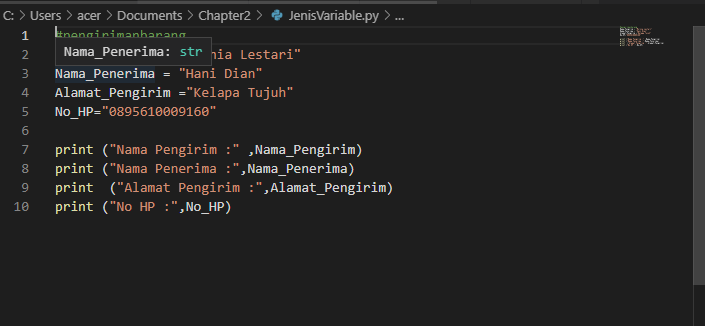 C: > Users > acer > Documents > Chapter2 > JenisVariable.py > ...
1 #pengirimanbarang
Nama_Penerima: str
2 nia Lestari"
3 Nama_Penerima = "Hani Dian"
4 Alamat_Pengirim ="Kelapa Tujuh"
5 No_HP="0895610009160"
6
7 print ("Nama Pengirim :" ,Nama_Pengirim)
8 print ("Nama Penerima :",Nama_Penerima)
9 print  ("Alamat Pengirim :",Alamat_Pengirim)
10 print ("No HP :",No_HP)